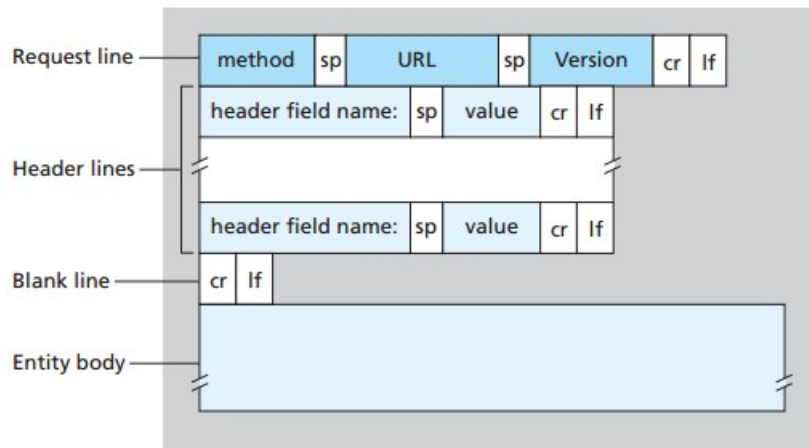 Request line method sp URL sp Version cr lf
header field name: sp value cr lf
Header lines
header field name: sp value cr lf
Blank line cr lf
Entity body